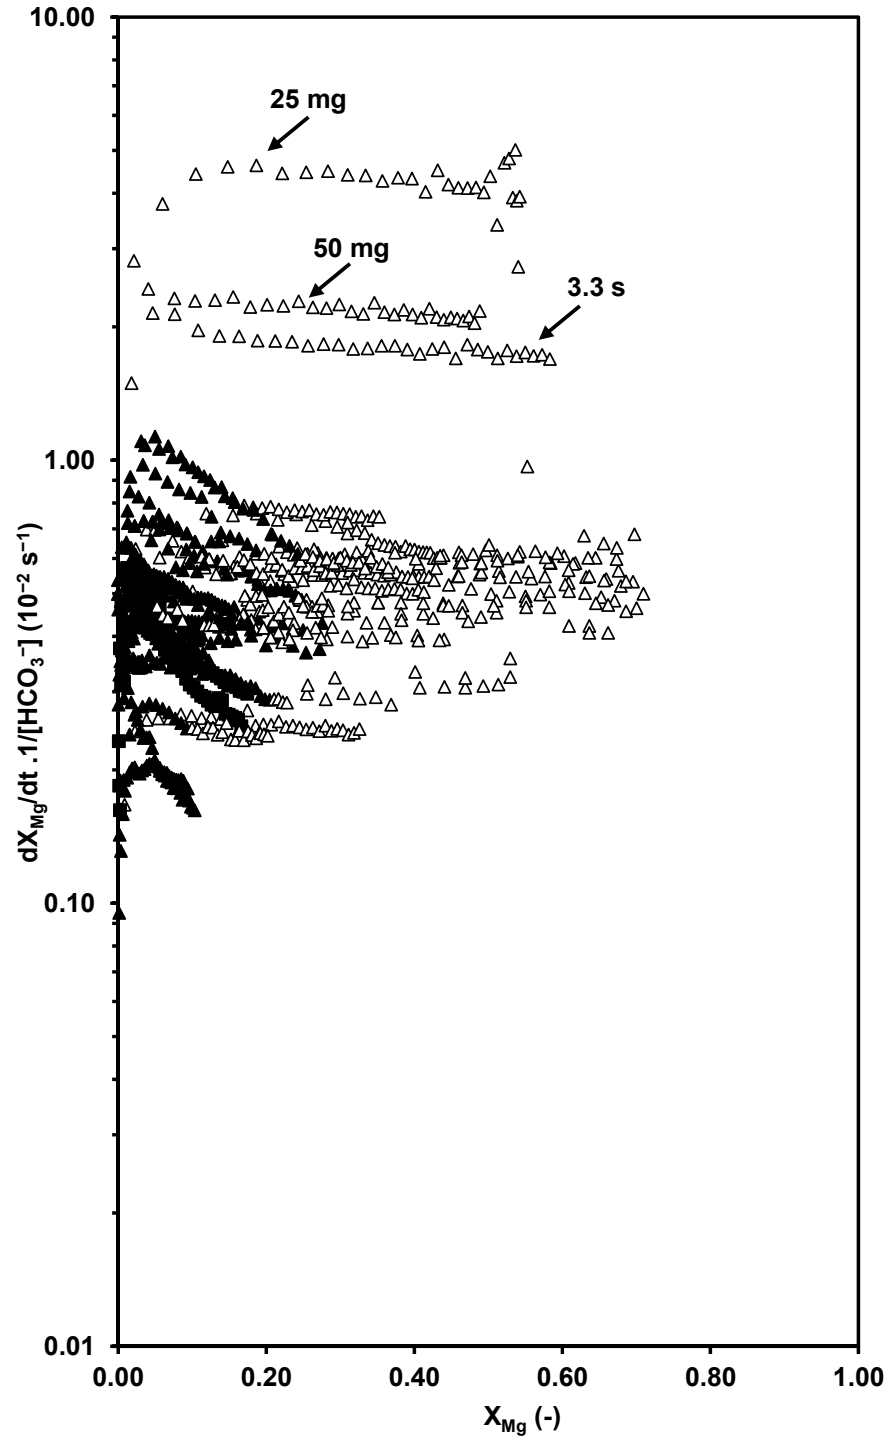 10.00
25 mg
50 mg
3.3 s
1.00
dX_Mg/dt .1/[HCO₃⁻] (10⁻² s⁻¹)
0.10
0.01
0.00 0.20 0.40 0.60 0.80 1.00
X_Mg (-)